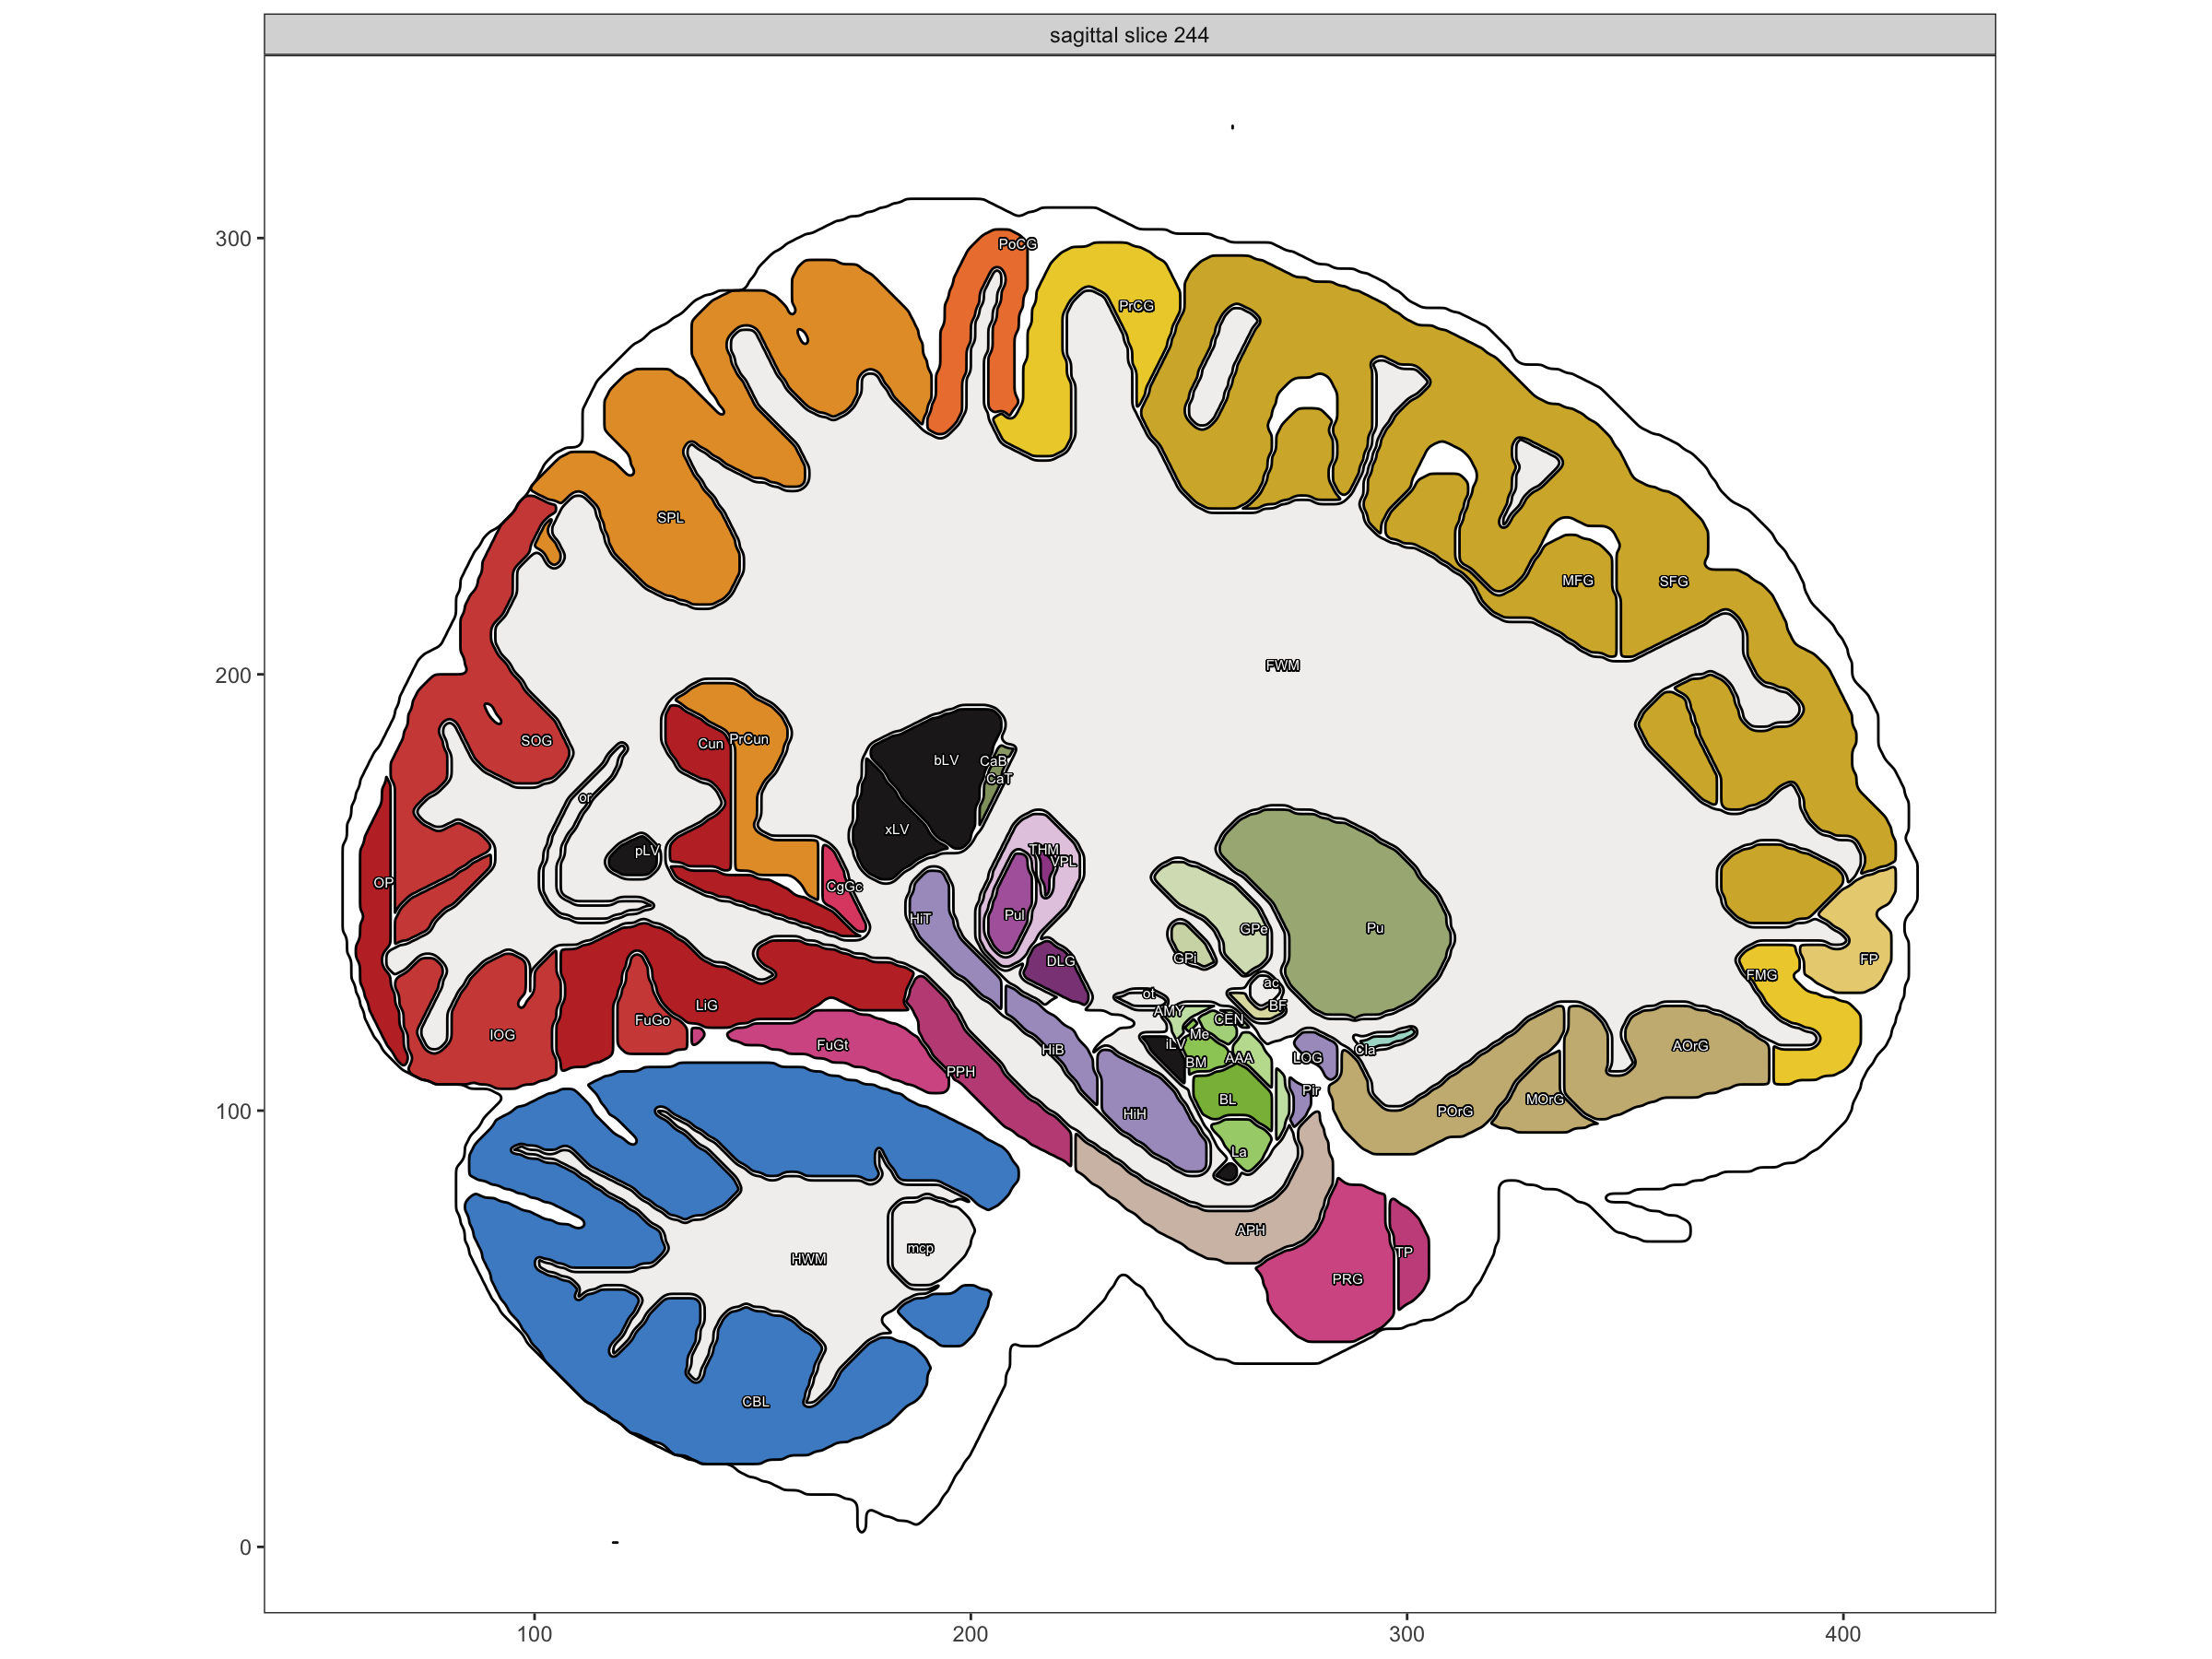 sagittal slice 244
300
200
100
0
100
200
300
400
PoCG
PrCG
SPL
MFG
SFG
FWM
SOG
Cun
PrCun
bLV
CaB
CaT
or
xLV
pLV
THM
VPL
OP
CgGc
HiT
Pul
GPe
Pu
GPi
DLG
FP
FMG
ot
ac
BF
AMY
CEN
LiG
FuGo
IOG
FuGt
Me
iLV
BM
AAA
LOG
Cla
AOrG
HiB
PPH
Pir
BL
HiH
POrG
MOrG
La
APH
mcp
HWM
TP
PRG
CBL